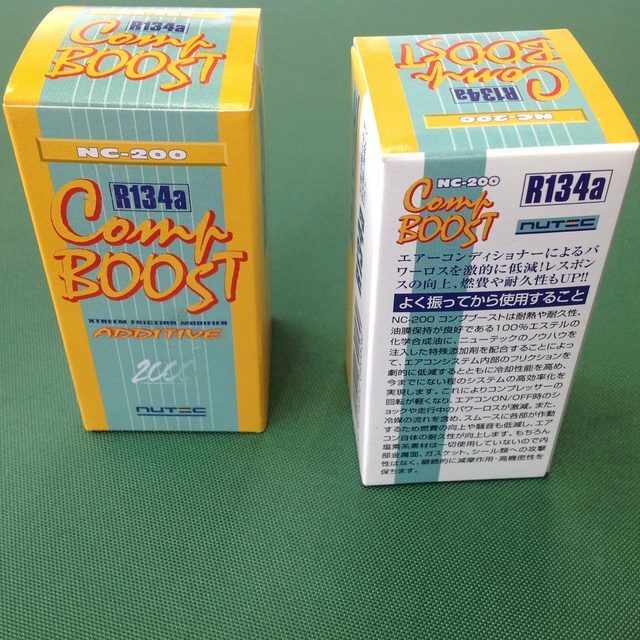 R134a
Comp
BOOST
NC-200
R134a
Comp
BOOST
XTREEM FRICTION MODIFIER
ADDITIVE
200
NUTEC
Comp
BOOST
R134a
NC-200
Comp
BOOST
R134a
NUTEC
エアーコンディショナーによるパ
ワーロスを激的に低減!レスポン
スの向上、燃費や耐久性もUP!!
よく振ってから使用すること
NC-200 コンプブーストは耐熱や耐久性、
油膜保持が良好である100%エステルの
化学合成油に、ニューテックのノウハウを
注入した特殊添加剤を配合することによっ
て、エアコンシステム内部のフリクションを
劇的に低減するとともに冷却性能を高め、
今までにない程のシステムの高効率化を
実現します。これによりコンプレッサーの
回転が軽くなり、エアコンON/OFF時のシ
ョックや走行中のパワーロスが激減。また、
冷媒の流れを含め、スムースに各部が作動
するため燃費の向上や騒音も低減し、エア
コン自体の耐久性が向上します。もちろん
塩素系素材は一切使用していないので内
部金属面、ガスケット、シール類への攻撃
性はなく、継続的に減摩作用・高機密性を
保ちます。